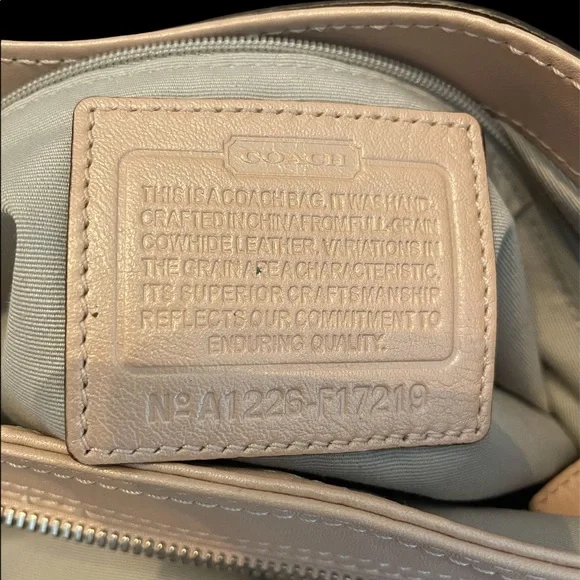 COACH
THIS IS A COACH BAG. IT WAS HAND-
CRAFTED IN CHINA FROM FULL-GRAIN
COWHIDE LEATHER. VARIATIONS IN
THE GRAIN ARE A CHARACTERISTIC.
ITS SUPERIOR CRAFTSMANSHIP
REFLECTS OUR COMMITMENT TO
ENDURING QUALITY.
Nº A1226-F17219